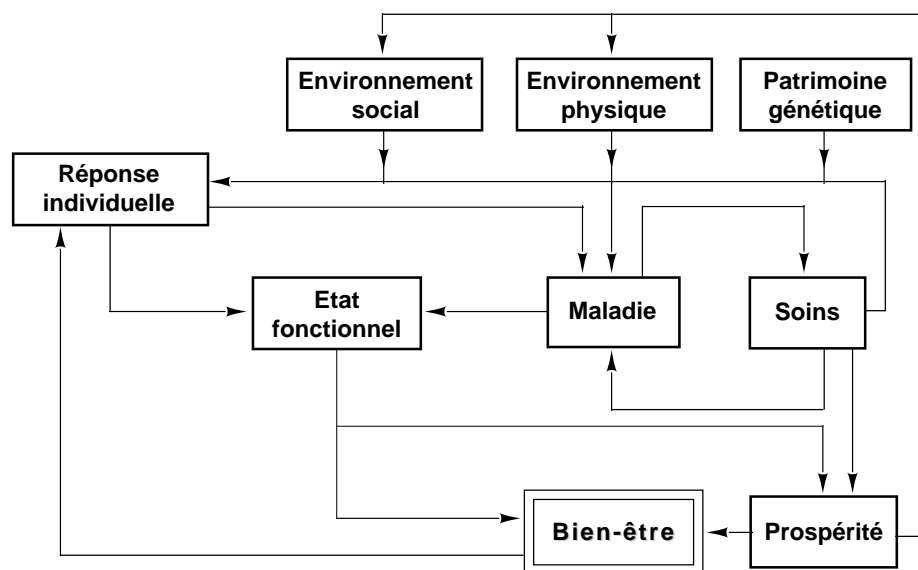 Environnement
social
Environnement
physique
Patrimoine
génétique
Réponse
individuelle
Etat
fonctionnel
Maladie
Soins
Bien-être
Prospérité